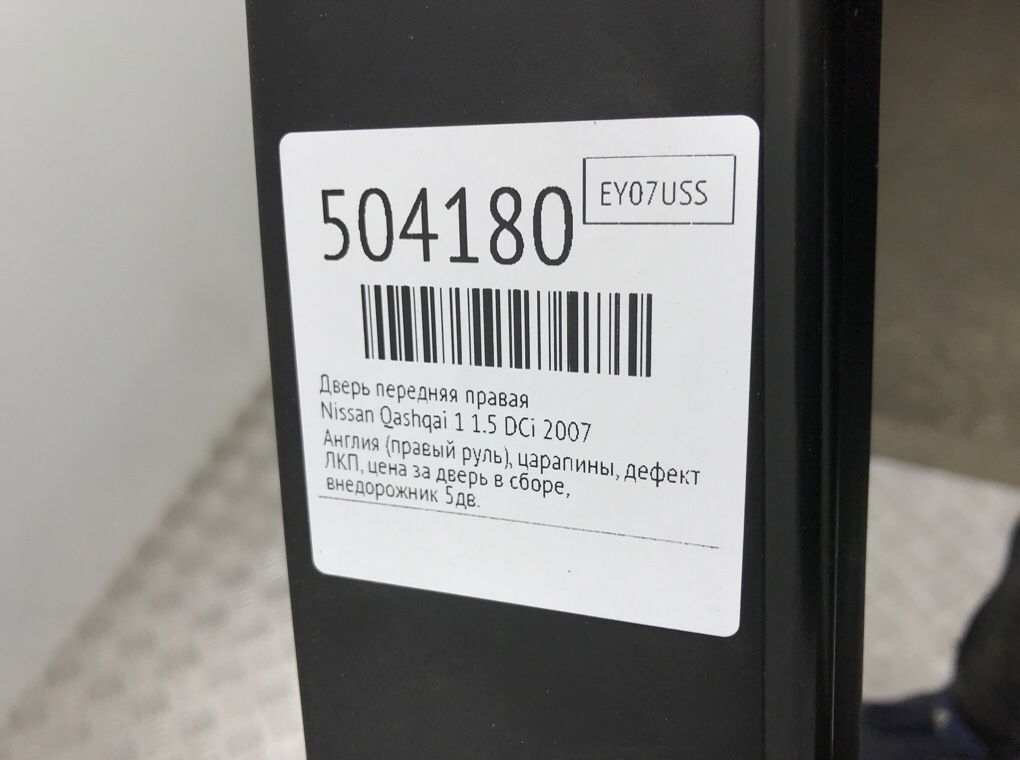 504180
EY07USS
Дверь передняя правая
Nissan Qashqai 1 1.5 DCi 2007
Англия (правый руль), царапины, дефект
ЛКП, цена за дверь в сборе,
внедорожник 5дв.